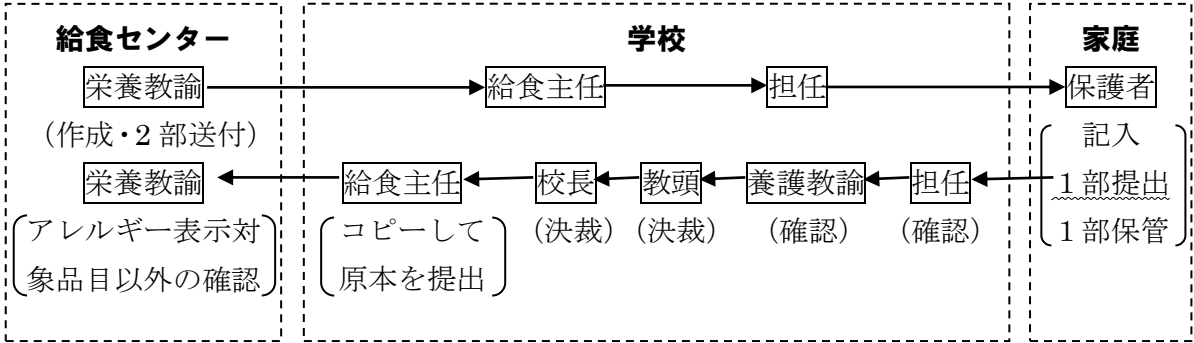 給食センター 学校 家庭
栄養教諭 給食主任 担任 保護者
(作成・2 部送付) 記入
栄養教諭 給食主任 校長 教頭 養護教諭 担任 1 部提出
アレルギー表示対 コピーして (決裁) (決裁) (確認) (確認) 1 部保管
象品目以外の確認 原本を提出